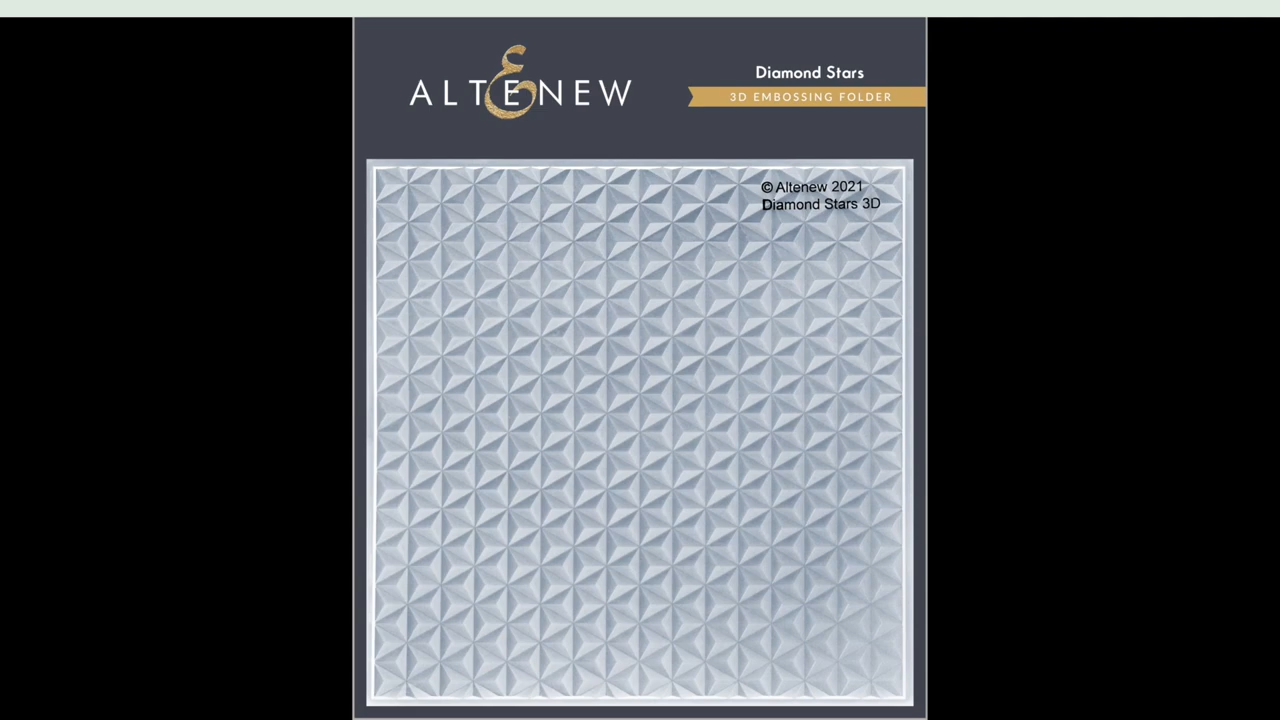 ALTENEW
Diamond Stars
3D EMBOSSING FOLDER
© Altenew 2021
Diamond Stars 3D